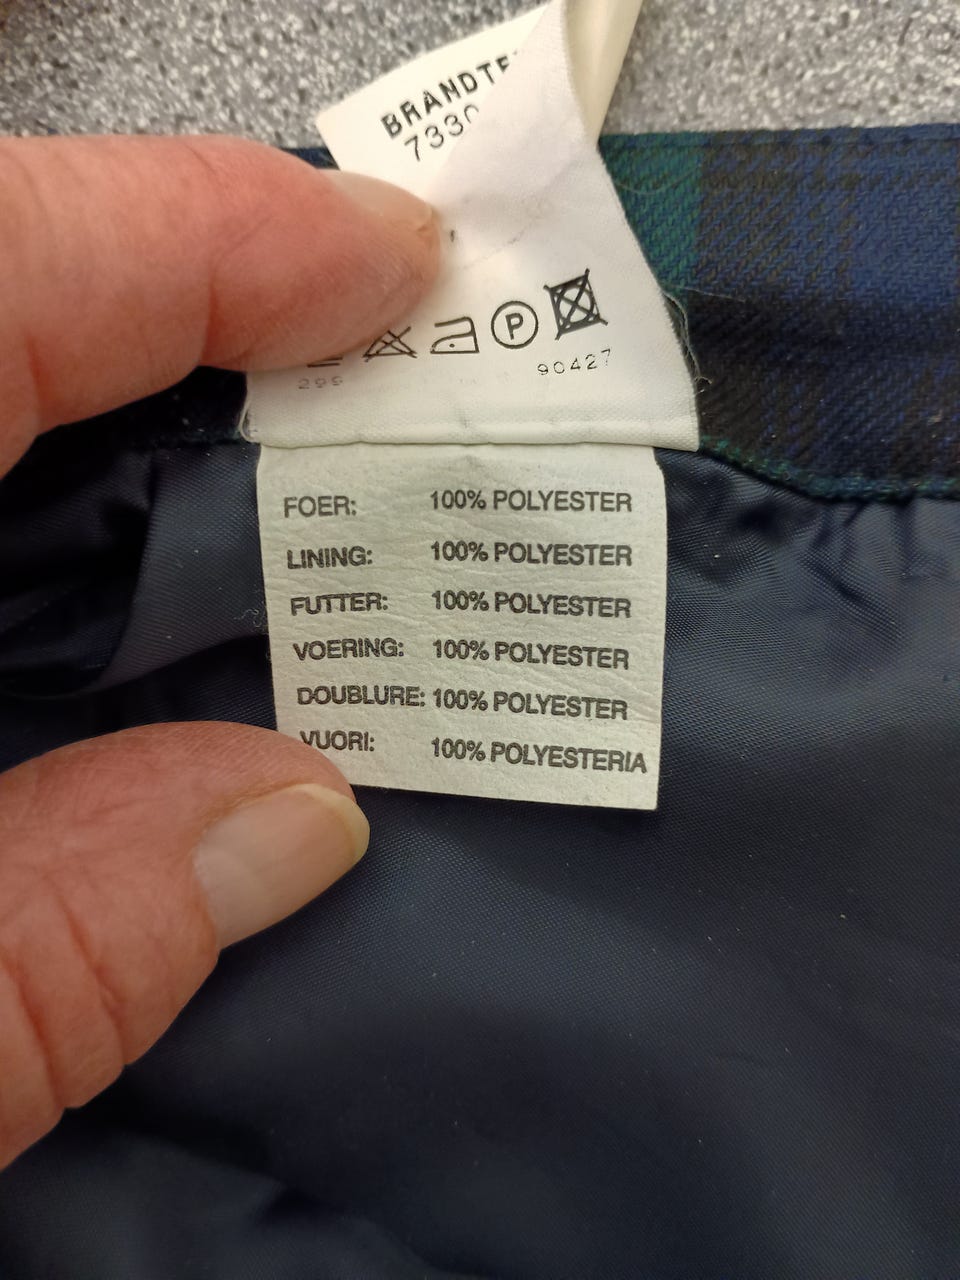 7330
P
299 90427
FOER: 100% POLYESTER
LINING: 100% POLYESTER
FUTTER: 100% POLYESTER
VOERING: 100% POLYESTER
DOUBLURE: 100% POLYESTER
VUORI: 100% POLYESTERIA